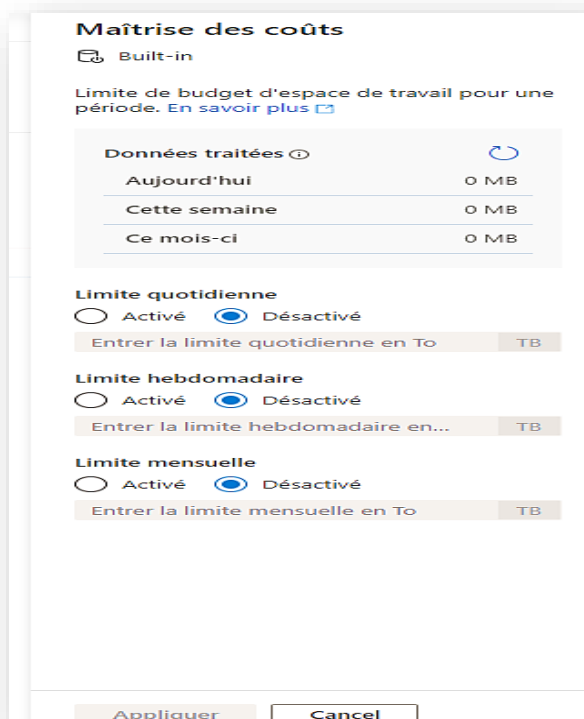 Maîtrise des coûts
Built-in
Limite de budget d'espace de travail pour une
période. En savoir plus
Données traitées
Aujourd'hui 0 MB
Cette semaine 0 MB
Ce mois-ci 0 MB
Limite quotidienne
Activé Désactivé
Entrer la limite quotidienne en To TB
Limite hebdomadaire
Activé Désactivé
Entrer la limite hebdomadaire en... TB
Limite mensuelle
Activé Désactivé
Entrer la limite mensuelle en To TB
Appliquer Cancel